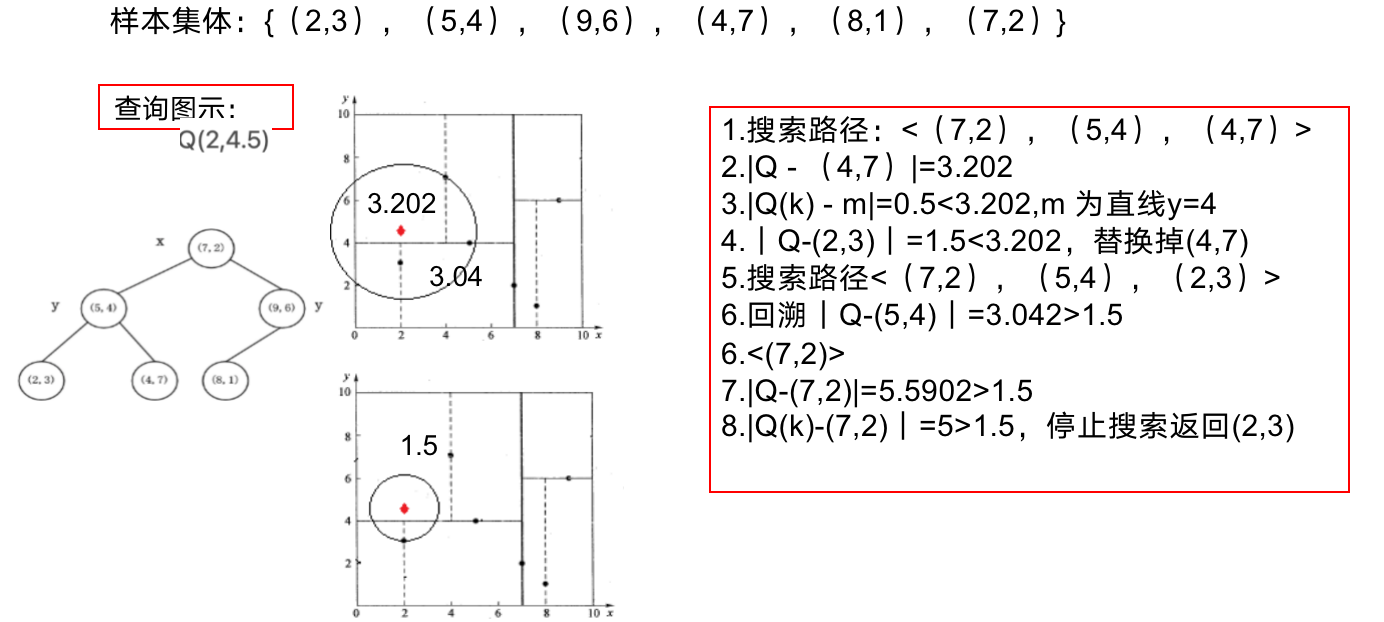 样本集体：{（2,3），（5,4），（9,6），（4,7），（8,1），（7,2）}
查询图示：
Q(2,4.5)
x
(7, 2)
y
(5, 4)
(9, 6)
y
(2, 3)
(4, 7)
(8, 1)
y
10
8
6
4
2
0
2
4
6
8
10
x
3.202
3.04
y
10
8
6
4
2
0
2
4
6
8
10
x
1.5
1.搜索路径：<（7,2），（5,4），（4,7）>
2.|Q -（4,7）|=3.202
3.|Q(k) - m|=0.5<3.202,m 为直线y=4
4.｜Q-(2,3)｜=1.5<3.202，替换掉(4,7)
5.搜索路径<（7,2），（5,4），（2,3）>
6.回溯｜Q-(5,4)｜=3.042>1.5
6.<(7,2)>
7.|Q-(7,2)|=5.5902>1.5
8.|Q(k)-(7,2)｜=5>1.5，停止搜索返回(2,3)